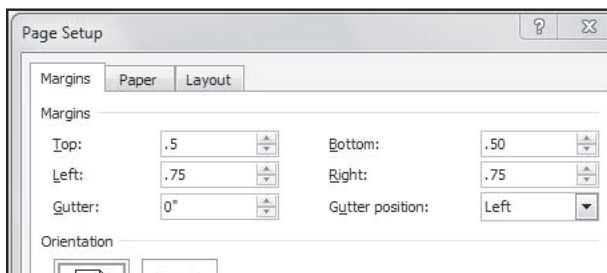 Page Setup
Margins Paper Layout
Margins
Top: .5 Bottom: .50
Left: .75 Right: .75
Gutter: 0" Gutter position: Left
Orientation